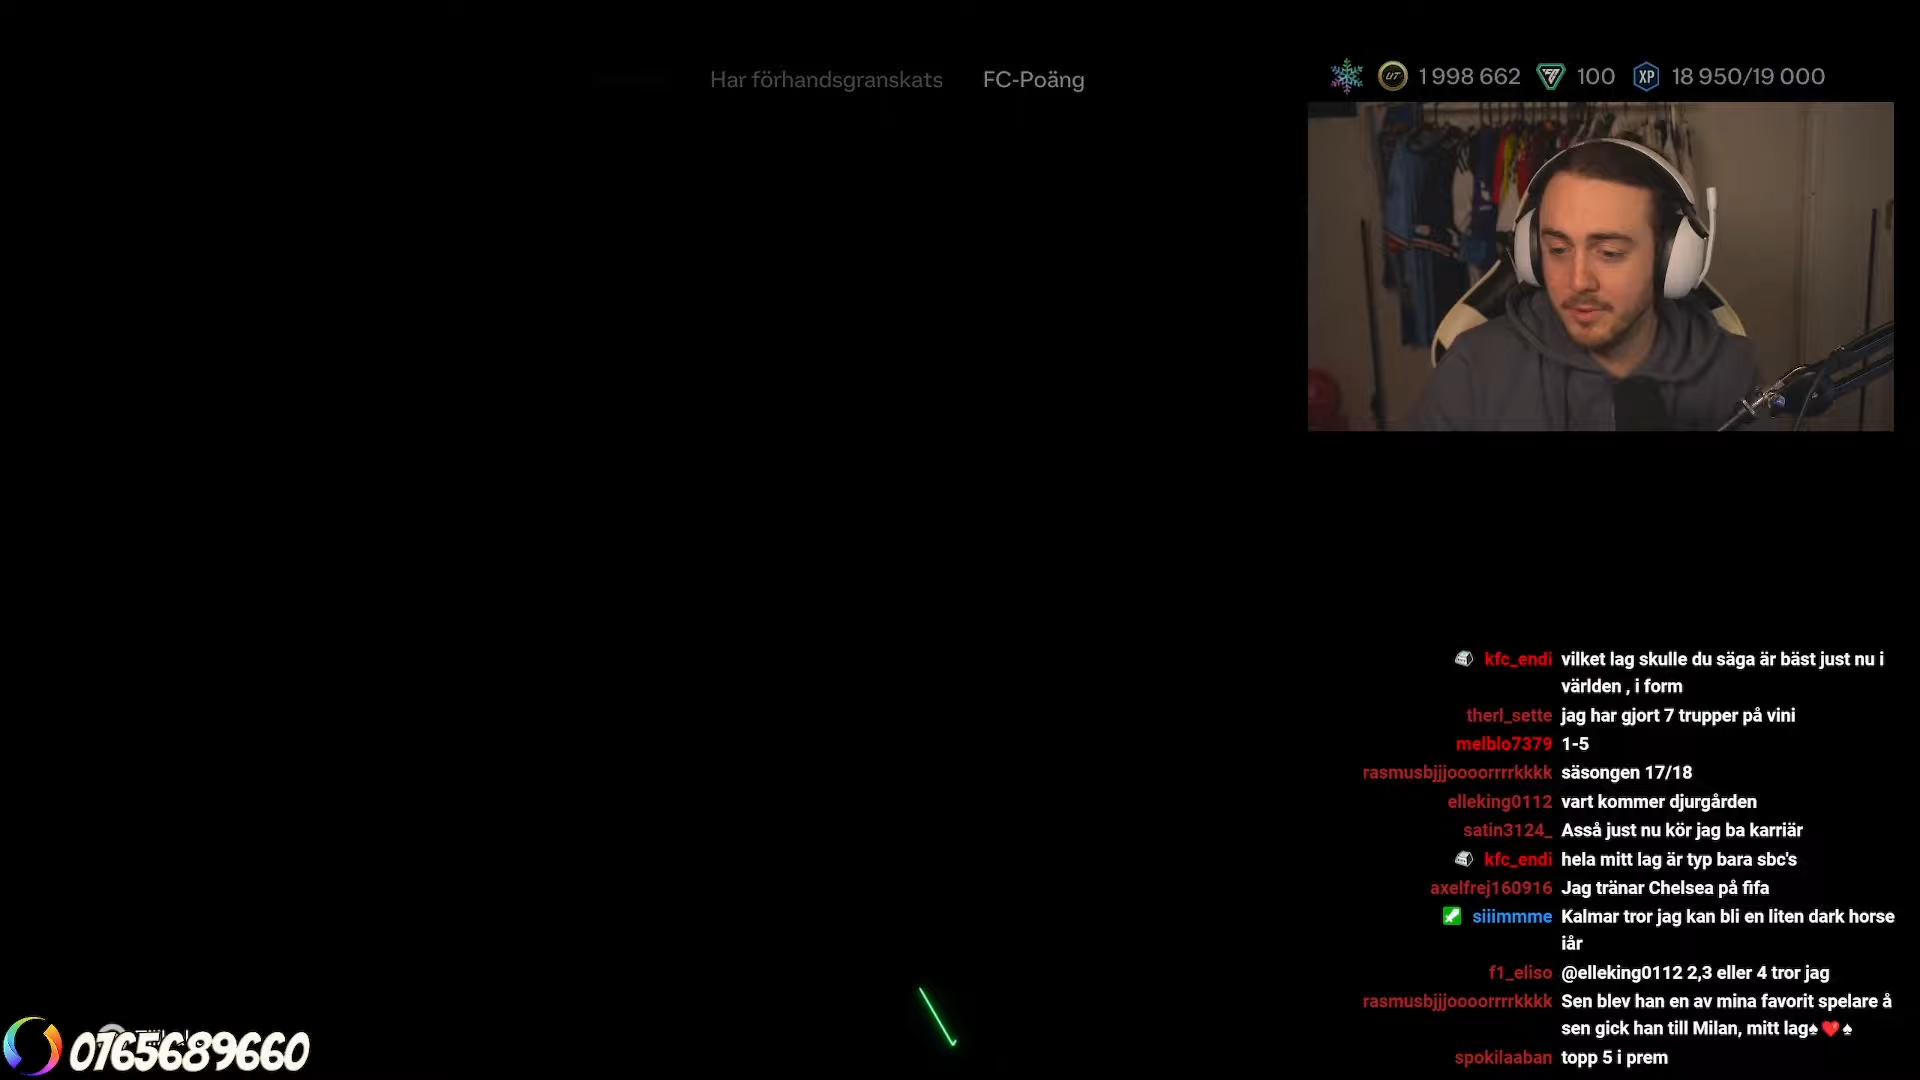 Har förhandsgranskats FC-Poäng
UT 1 998 662 100 XP 18 950/19 000
kfc_endi vilket lag skulle du säga är bäst just nu i
världen , i form
therl_sette jag har gjort 7 trupper på vini
melblo7379 1-5
rasmusbjjjoooorrrrkkkk säsongen 17/18
elleking0112 vart kommer djurgården
satin3124_ Asså just nu kör jag ba karriär
kfc_endi hela mitt lag är typ bara sbc's
axelfrej160916 Jag tränar Chelsea på fifa
siiimmme Kalmar tror jag kan bli en liten dark horse
iår
f1_eliso @elleking0112 2,3 eller 4 tror jag
rasmusbjjjoooorrrrkkkk Sen blev han en av mina favorit spelare å
sen gick han till Milan, mitt lag♠️❤️♠️
spokilaaban topp 5 i prem
0765689660